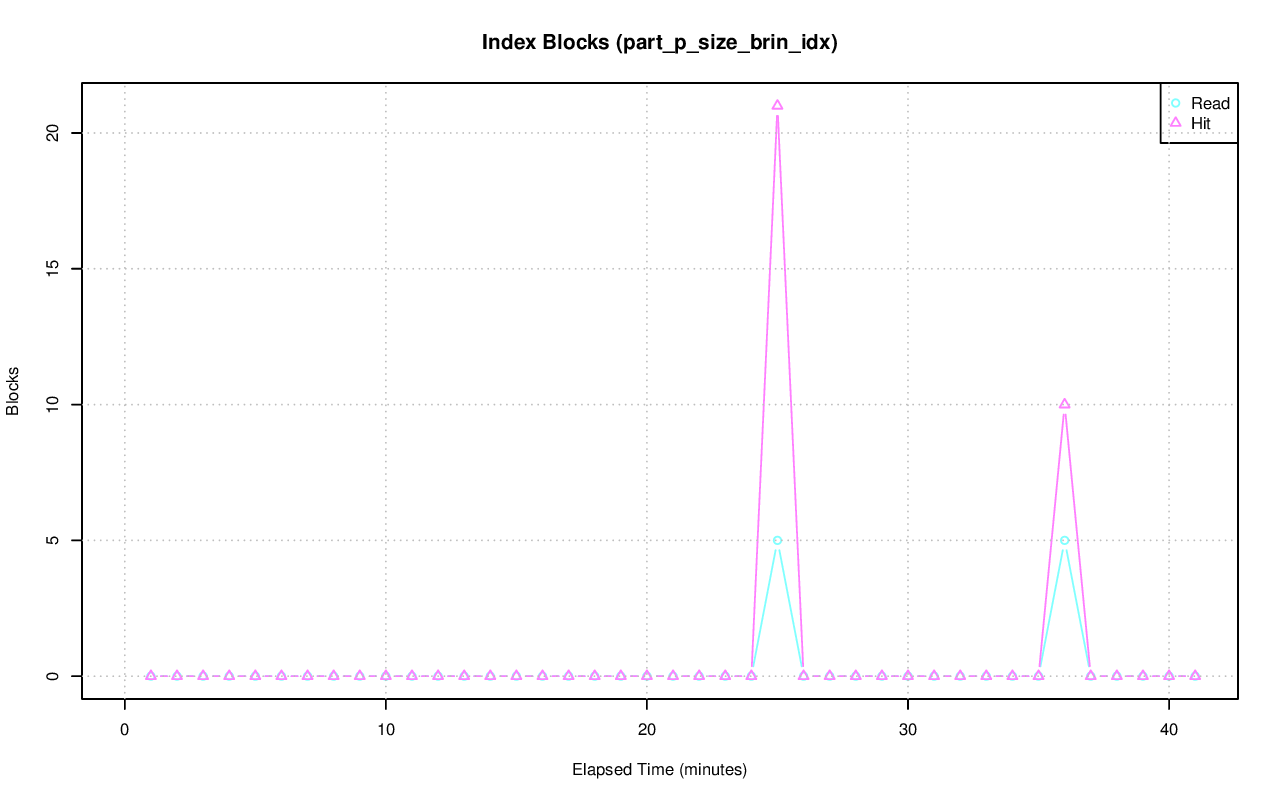 Index Blocks (part_p_size_brin_idx)
Read
Hit
Blocks
20
15
10
5
0
0 10 20 30 40
Elapsed Time (minutes)